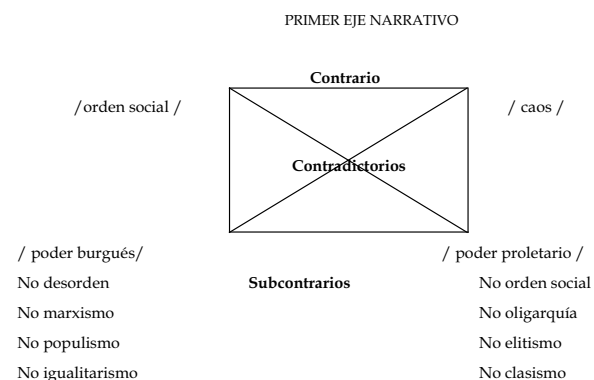 PRIMER EJE NARRATIVO
Contrario
/orden social / / caos /
Contradictorios
/ poder burgués/ / poder proletario /
No desorden Subcontrarios No orden social
No marxismo No oligarquía
No populismo No elitismo
No igualitarismo No clasismo